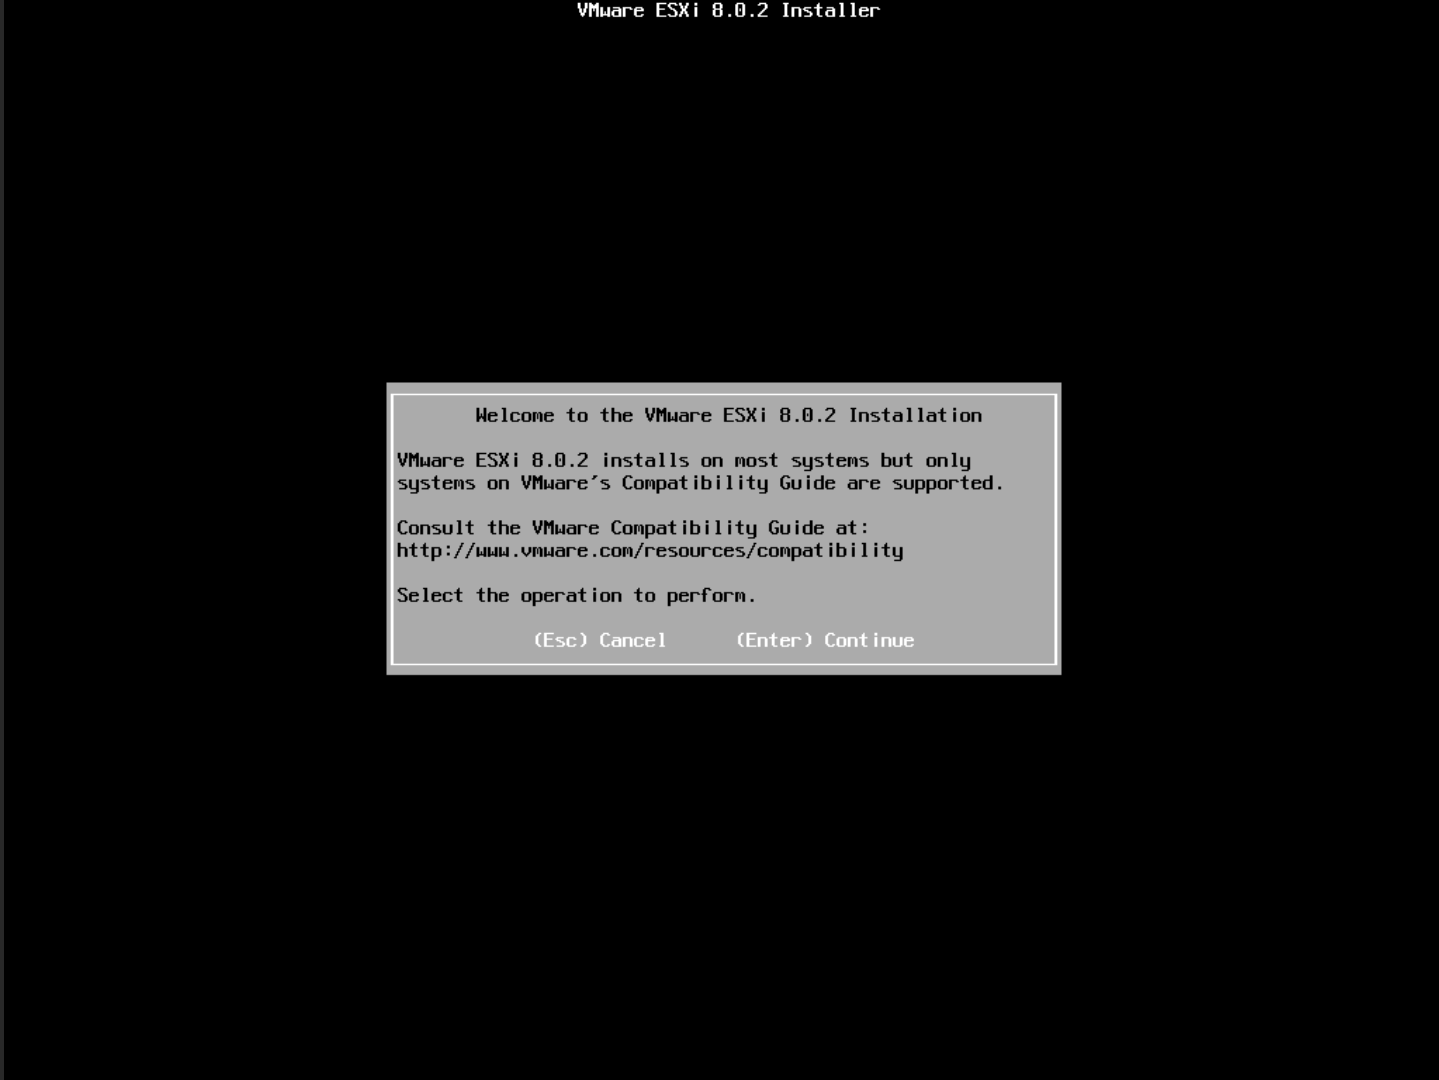 VMware ESXi 8.0.2 Installer
Welcome to the VMware ESXi 8.0.2 Installation
VMware ESXi 8.0.2 installs on most systems but only
systems on VMware's Compatibility Guide are supported.
Consult the VMware Compatibility Guide at:
http://www.vmware.com/resources/compatibility
Select the operation to perform.
(Esc) Cancel (Enter) Continue